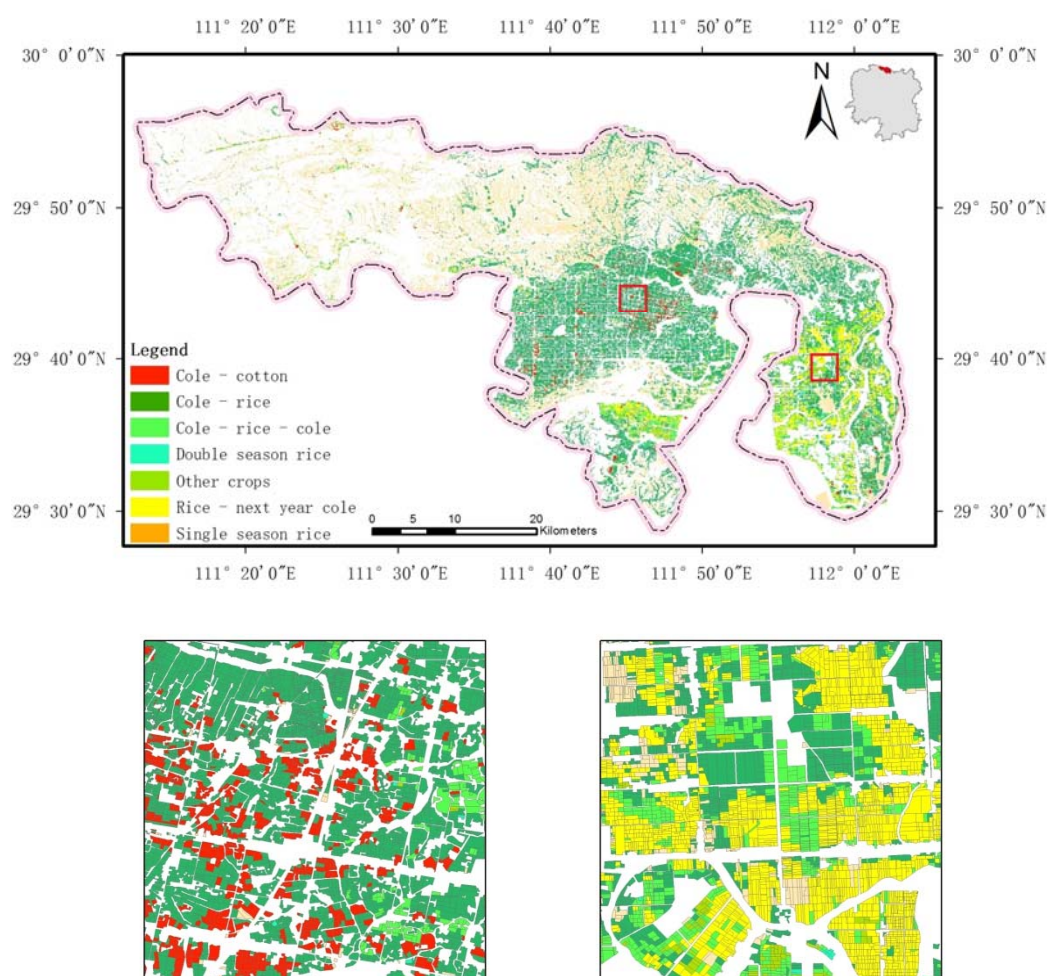 111° 20'0"E 111° 30'0"E 111° 40'0"E 111° 50'0"E 112° 0'0"E
30° 0'0"N 30° 0'0"N
N
29° 50'0"N 29° 50'0"N
29° 40'0"N 29° 40'0"N
Legend
Cole - cotton
Cole - rice
Cole - rice - cole
Double season rice
Other crops
Rice - next year cole
Single season rice
0 5 10 20
Kilometers
29° 30'0"N 29° 30'0"N
111° 20'0"E 111° 30'0"E 111° 40'0"E 111° 50'0"E 112° 0'0"E